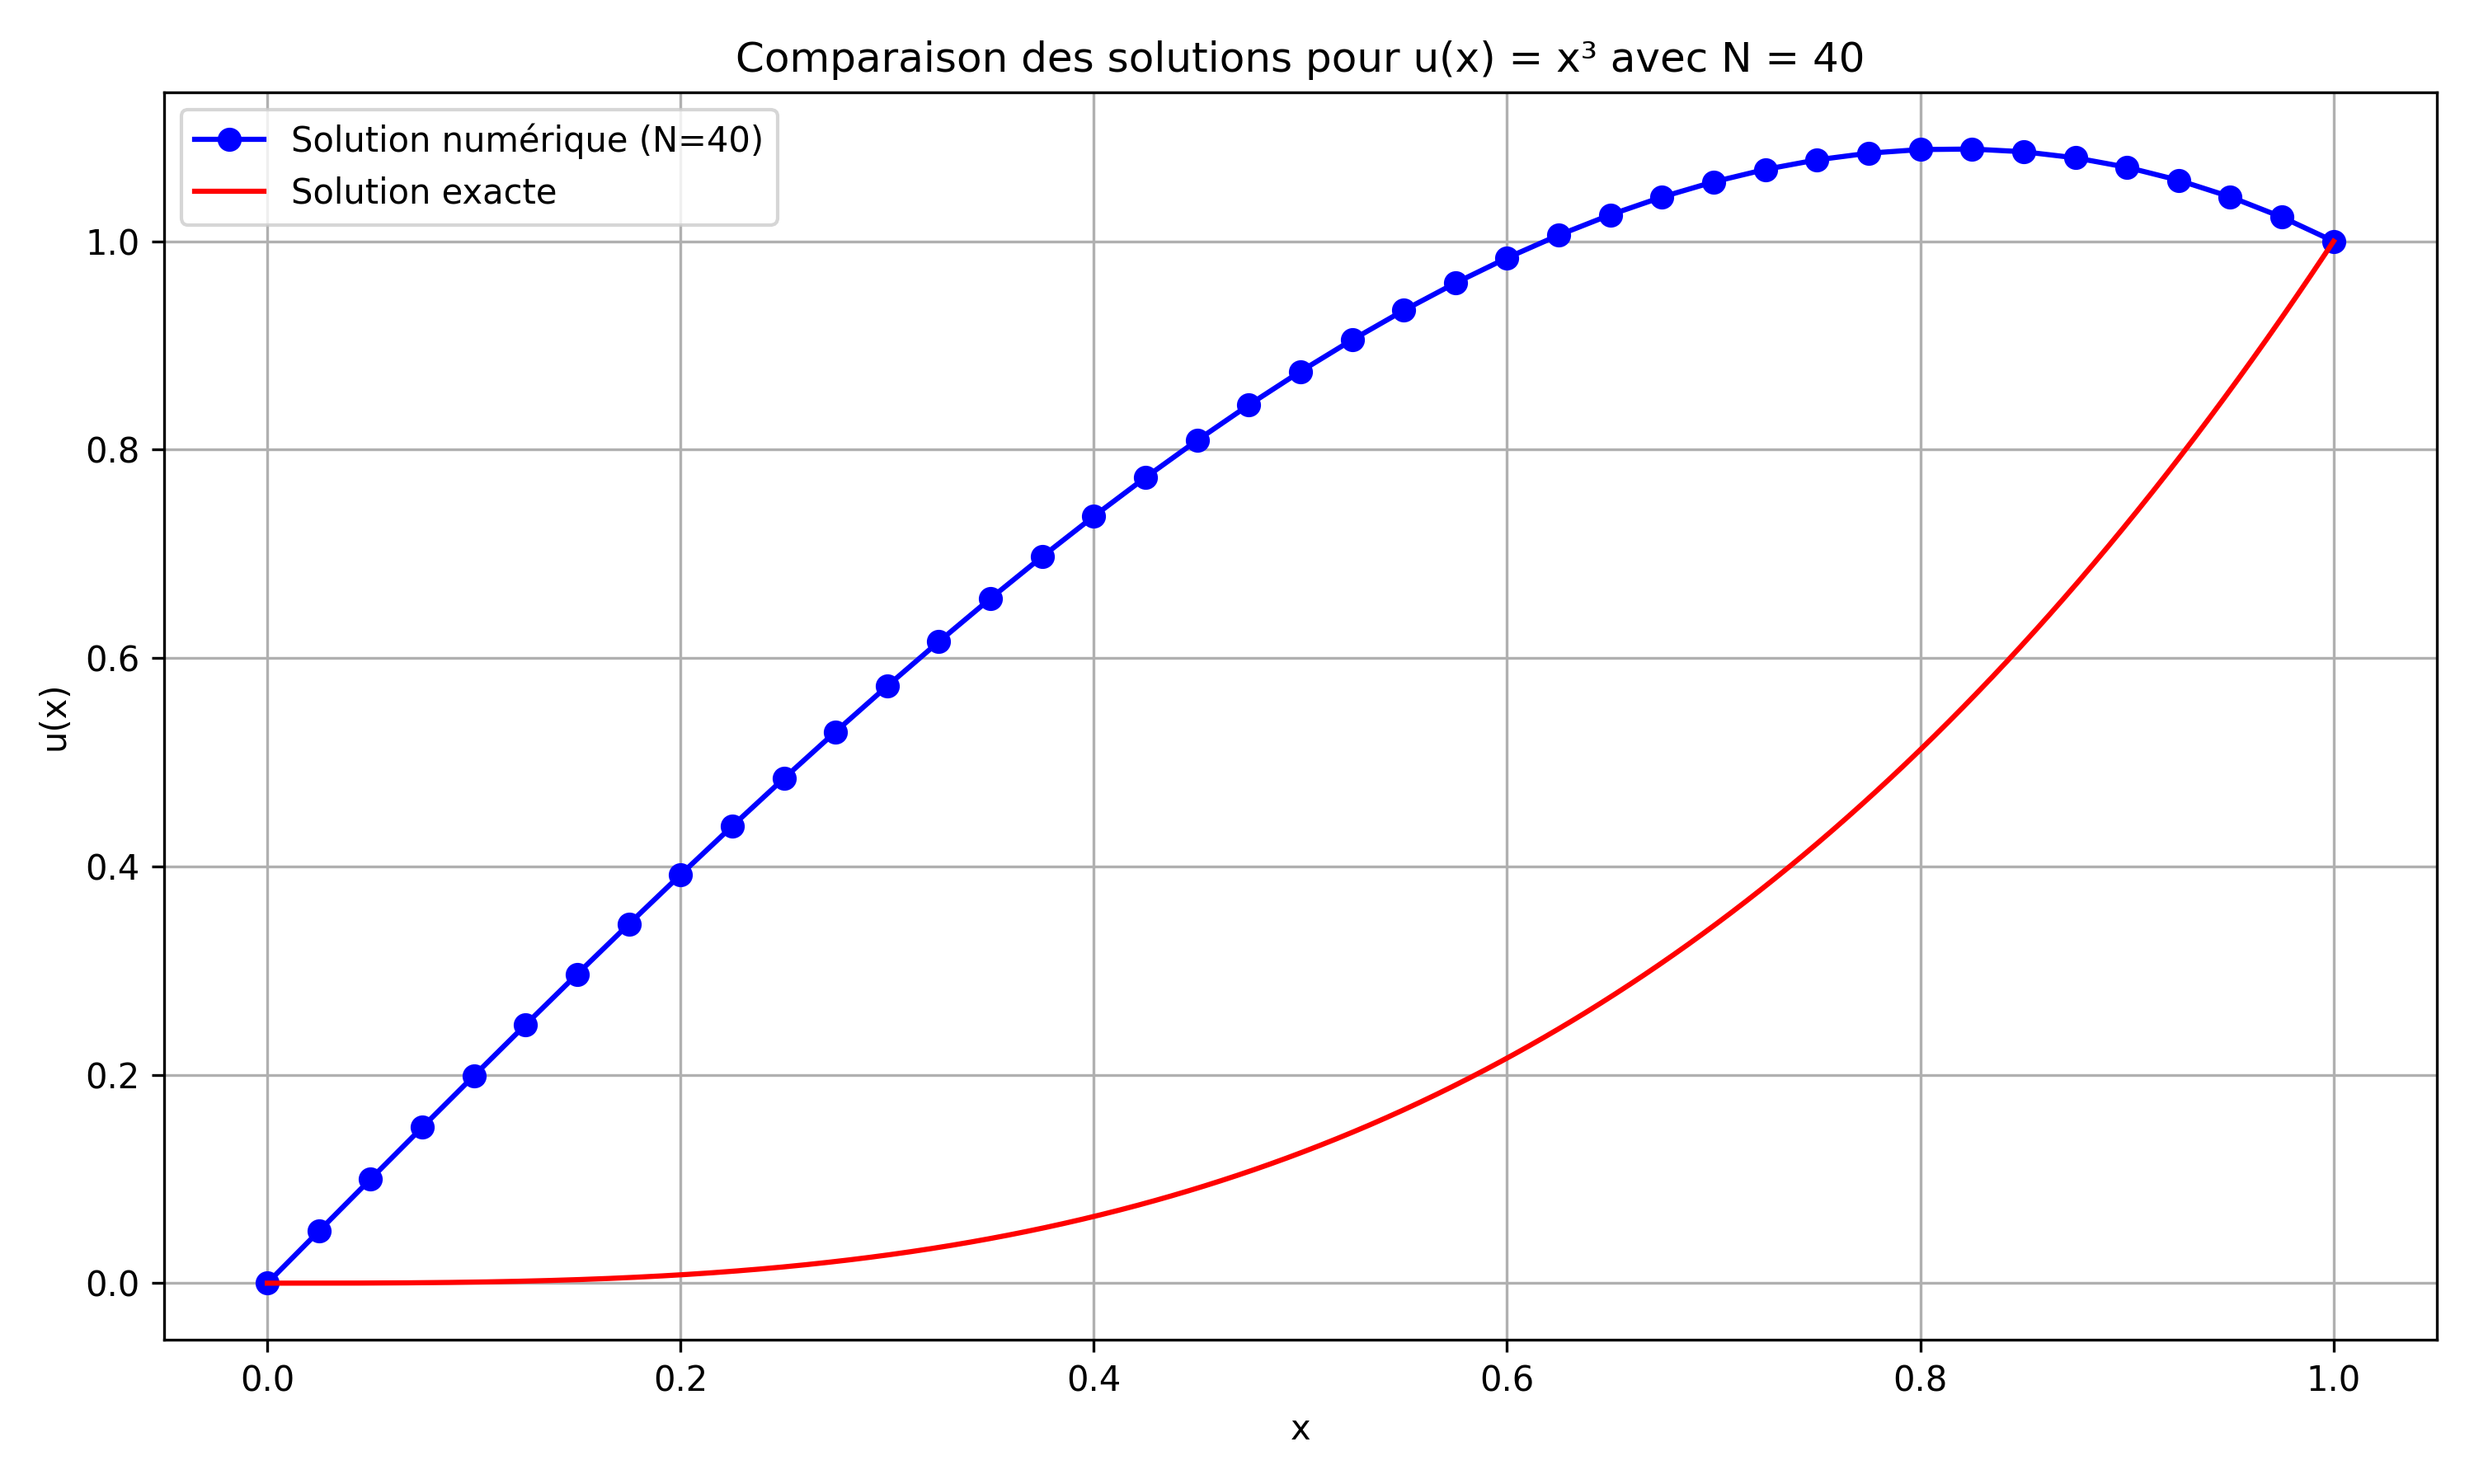 Comparaison des solutions pour u(x) = x³ avec N = 40
Solution numérique (N=40)
Solution exacte
u(x)
1.0
0.8
0.6
0.4
0.2
0.0
0.0 0.2 0.4 0.6 0.8 1.0
x